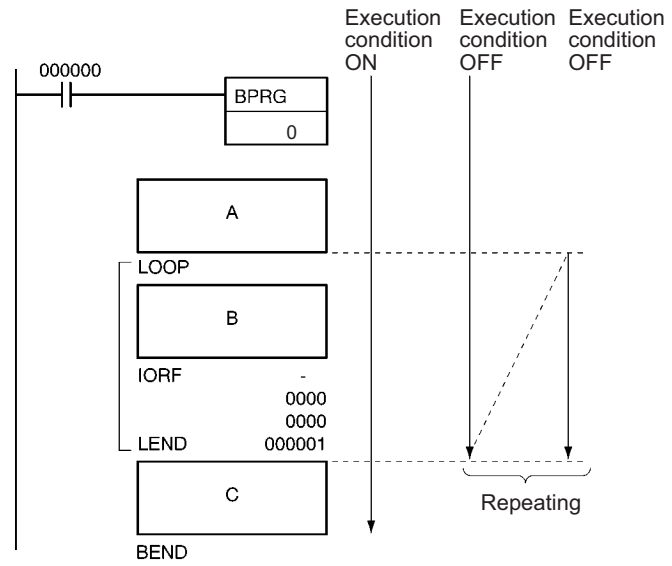 Execution condition ON
Execution condition OFF
Execution condition OFF
000000
BPRG
0
A
LOOP
B
IORF -
0000
0000
LEND 000001
C
Repeating
BEND